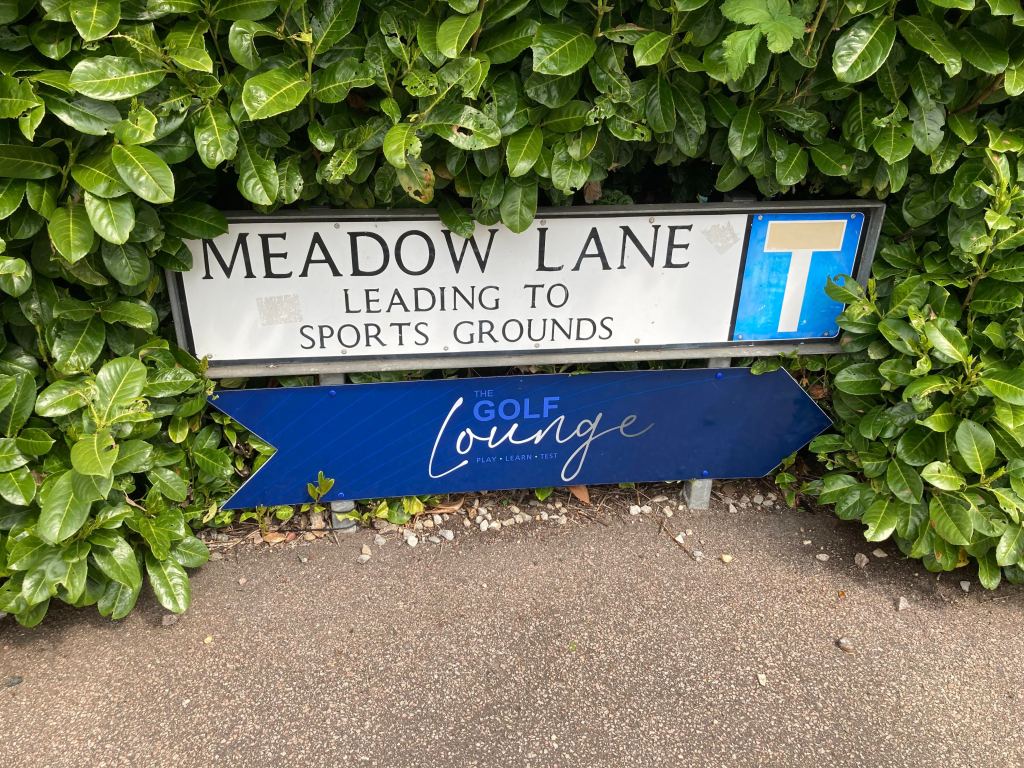 MEADOW LANE
LEADING TO
SPORTS GROUNDS
THE
GOLF
Lounge
PLAY • LEARN • TEST